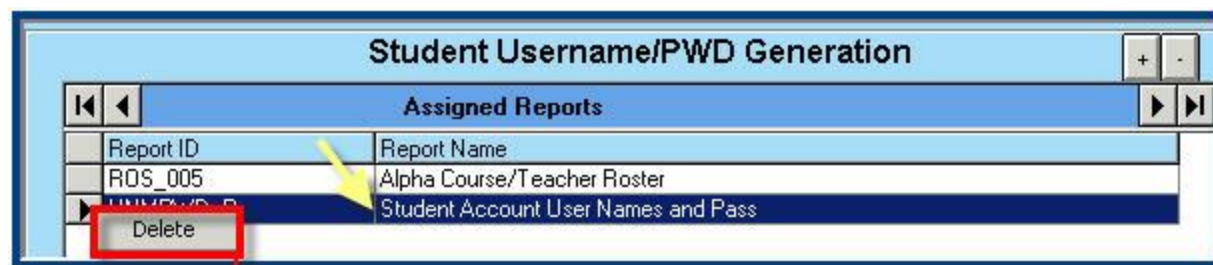 Student Username/PWD Generation
+ -
Assigned Reports
Report ID Report Name
ROS_005 Alpha Course/Teacher Roster
Student Account User Names and Pass
Delete